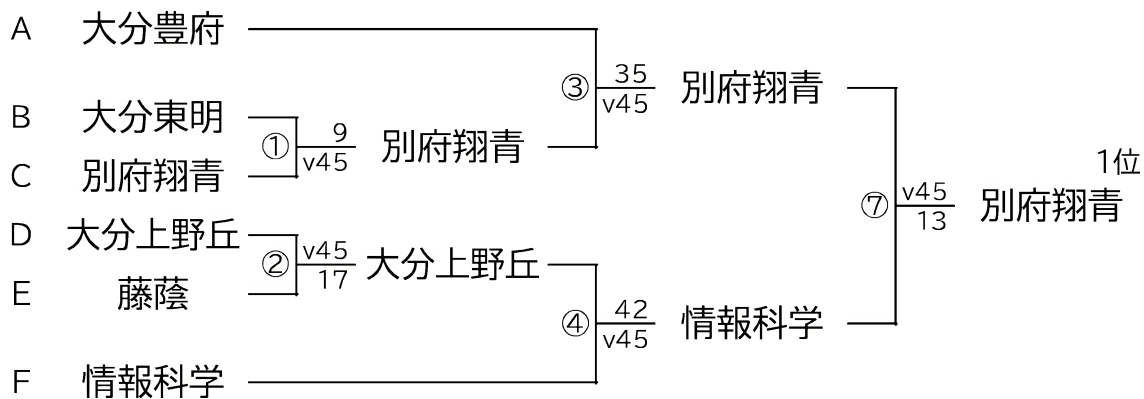 A 大分豊府
③ 35
v45 別府翔青
B 大分東明
① 9
v45 別府翔青
C 別府翔青
1位
⑦ v45
13 別府翔青
D 大分上野丘
② v45
17 大分上野丘
E 藤蔭
④ 42
v45 情報科学
F 情報科学